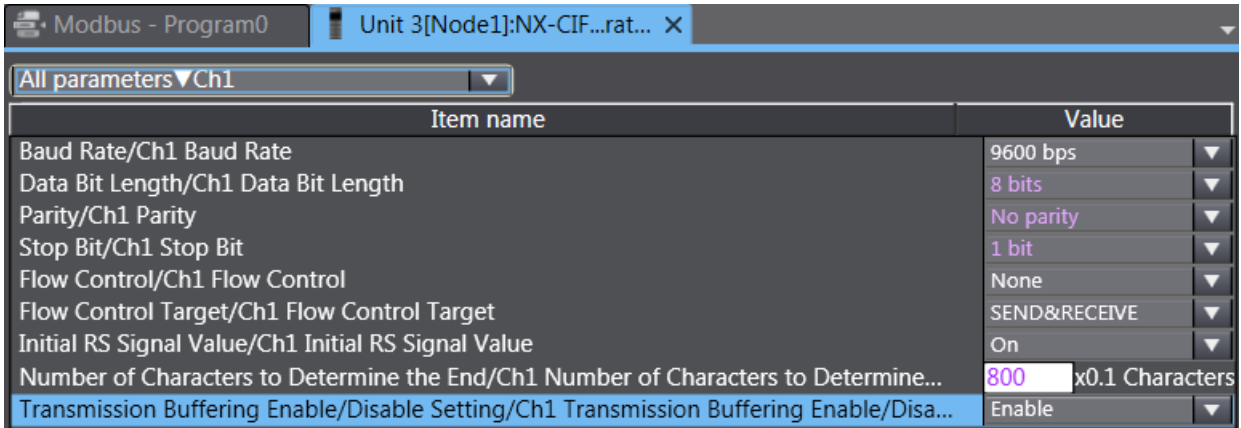 Modbus - Program0 Unit 3[Node1]:NX-CIF...rat... X
All parameters▼Ch1
Item name Value
Baud Rate/Ch1 Baud Rate 9600 bps
Data Bit Length/Ch1 Data Bit Length 8 bits
Parity/Ch1 Parity No parity
Stop Bit/Ch1 Stop Bit 1 bit
Flow Control/Ch1 Flow Control None
Flow Control Target/Ch1 Flow Control Target SEND&RECEIVE
Initial RS Signal Value/Ch1 Initial RS Signal Value On
Number of Characters to Determine the End/Ch1 Number of Characters to Determine... 800 x0.1 Characters
Transmission Buffering Enable/Disable Setting/Ch1 Transmission Buffering Enable/Disa... Enable